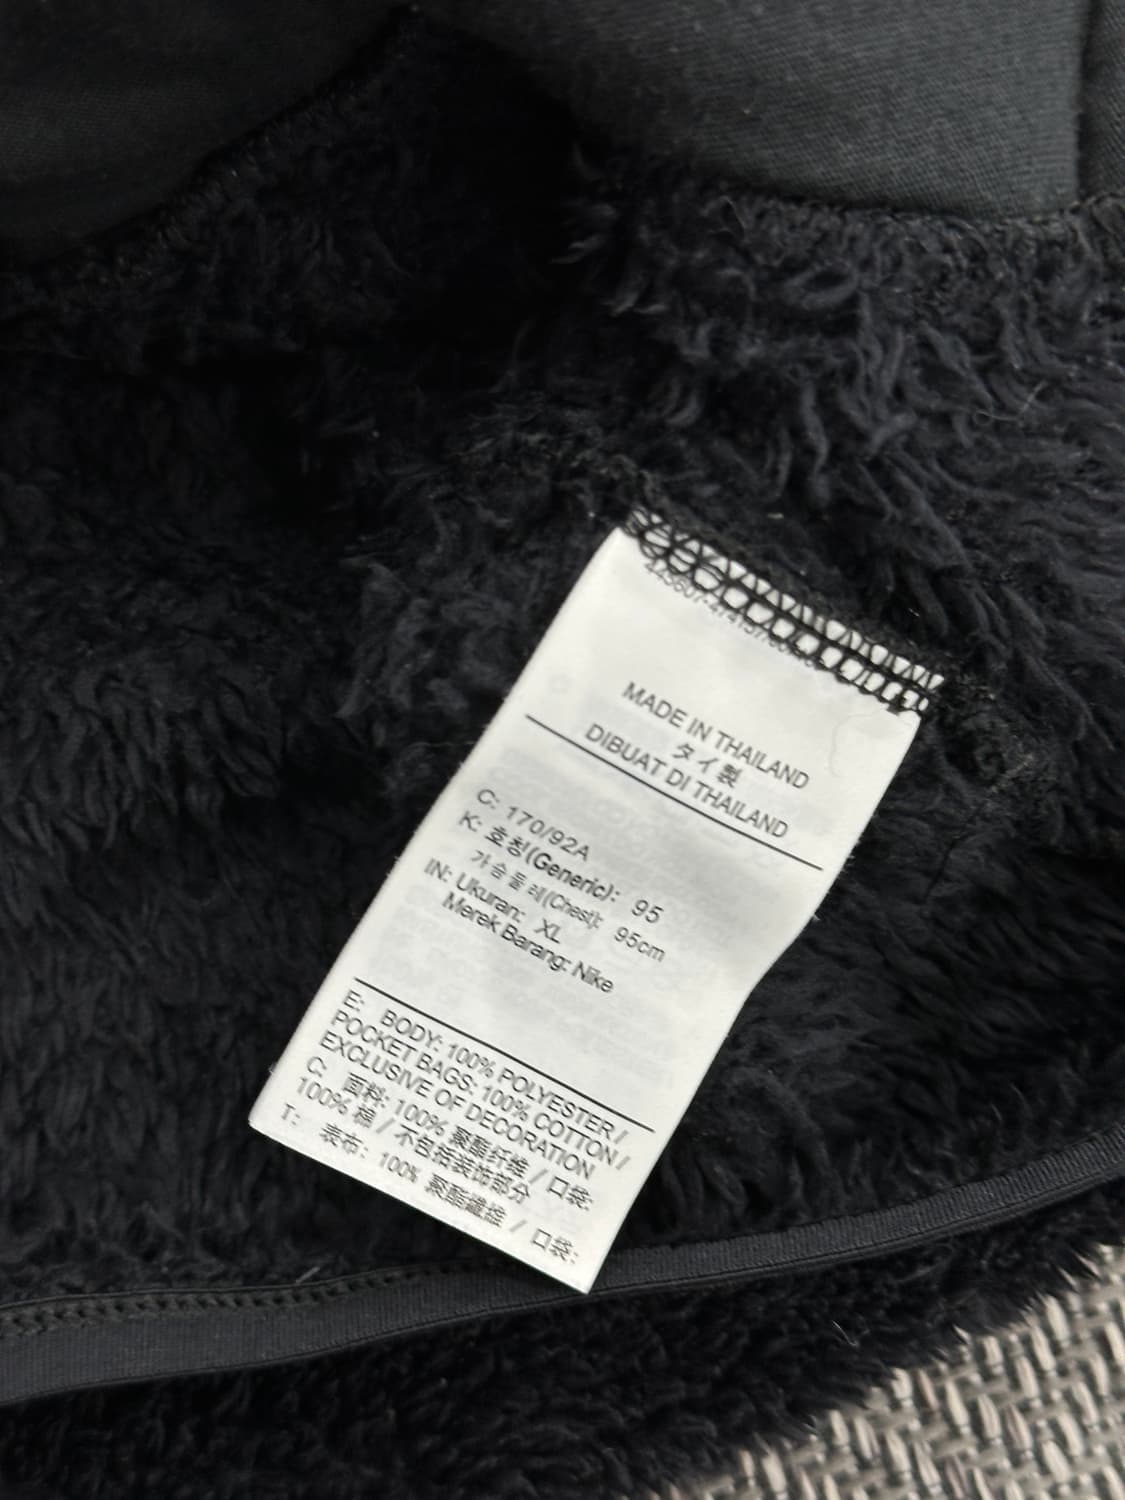 MADE IN THAILAND
タイ製
DIBUAT DI THAILAND
C: 170/92A
K: 호칭(Generic): 95
가슴둘레(Chest): 95cm
IN: Ukuran: XL
Merek Barang: Nike
E: BODY: 100% POLYESTER /
POCKET BAGS: 100% COTTON /
EXCLUSIVE OF DECORATION
C: 面料: 100% 聚酯纤维 / 口袋:
100% 棉 / 不包括装饰部分
T: 表布: 100% 聚酯纖維 / 口袋: